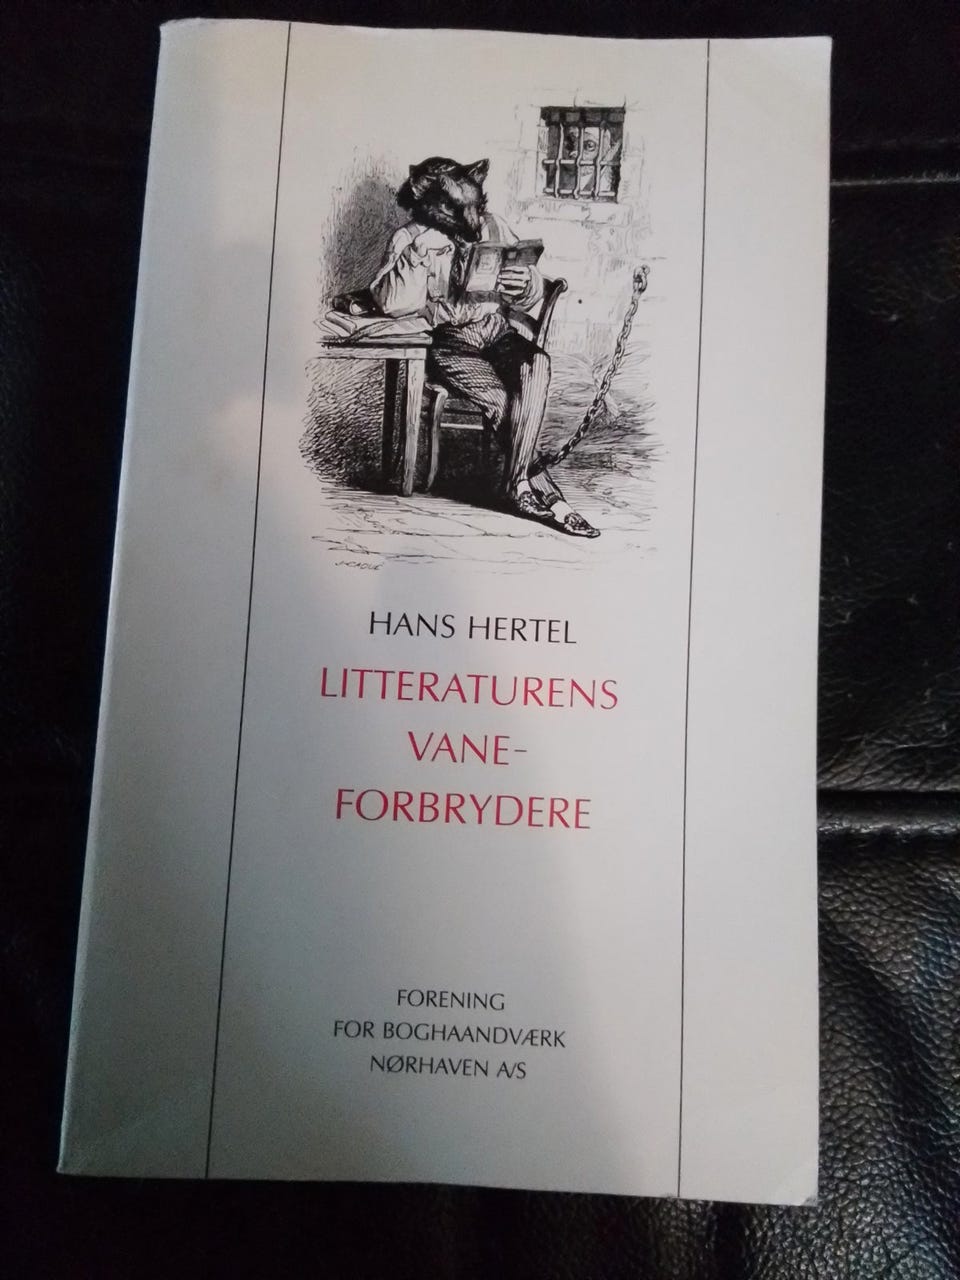 HANS HERTEL
LITTERATURENS
VANE-
FORBRYDERE
FORENING
FOR BOGHAANDVÆRK
NØRHAVEN A/S